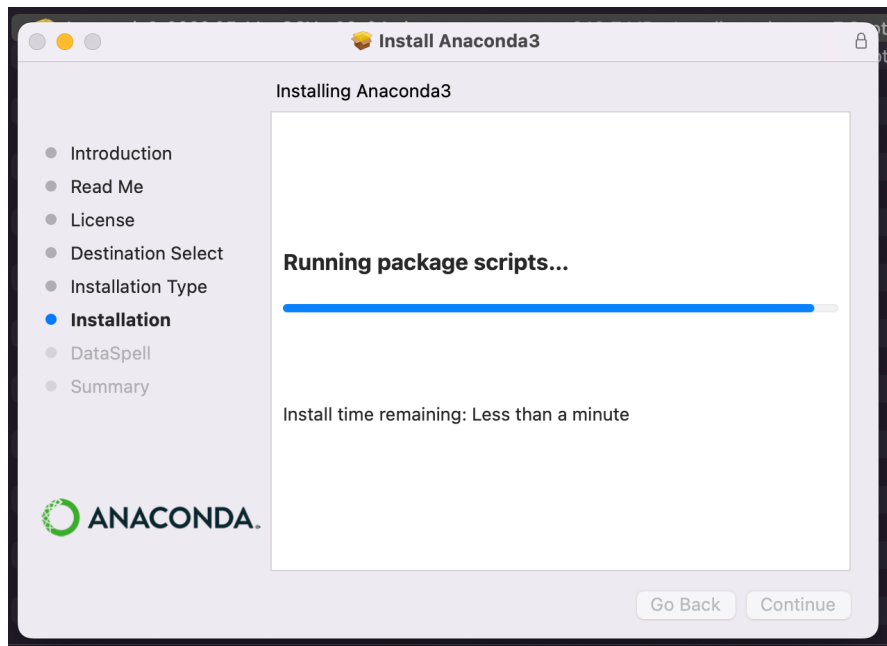 Install Anaconda3
Installing Anaconda3
Introduction
Read Me
License
Destination Select
Installation Type
Installation
DataSpell
Summary
Running package scripts...
Install time remaining: Less than a minute
ANACONDA.
Go Back
Continue